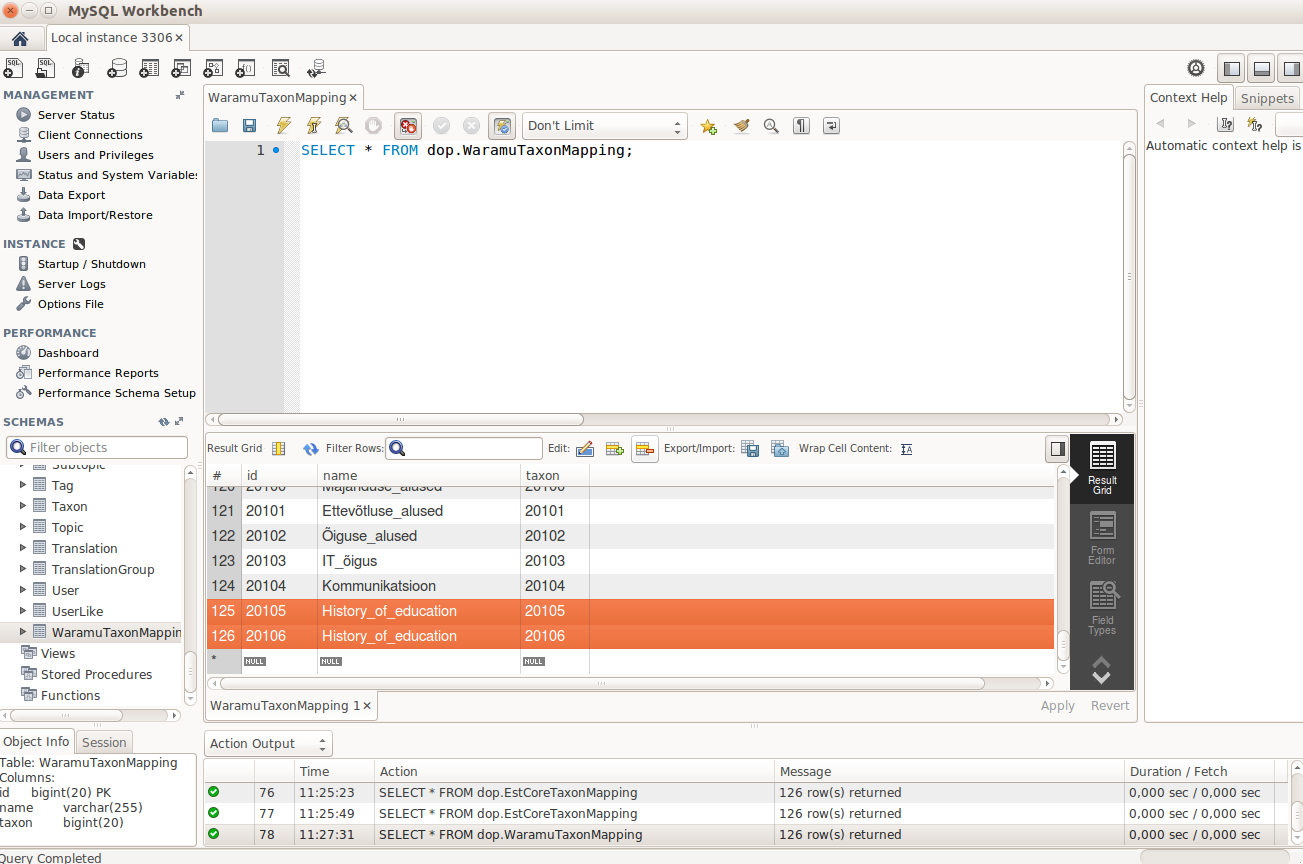 MySQL Workbench
Local instance 3306
MANAGEMENT
Server Status
Client Connections
Users and Privileges
Status and System Variable
Data Export
Data Import/Restore
INSTANCE
Startup / Shutdown
Server Logs
Options File
PERFORMANCE
Dashboard
Performance Reports
Performance Schema Setup
SCHEMAS
Filter objects
Subtopic
Tag
Taxon
Topic
Translation
TranslationGroup
User
UserLike
WaramuTaxonMappin
Views
Stored Procedures
Functions
Object Info Session
Table: WaramuTaxonMapping
Columns:
id bigint(20) PK
name varchar(255)
taxon bigint(20)
WaramuTaxonMapping
Don't Limit
1 SELECT * FROM dop.WaramuTaxonMapping;
Result Grid Filter Rows: Edit: Export/Import: Wrap Cell Content:
# id name taxon
120 20100 Majanduse_alused 20100
121 20101 Ettevõtluse_alused 20101
122 20102 Õiguse_alused 20102
123 20103 IT_õigus 20103
124 20104 Kommunikatsioon 20104
125 20105 History_of_education 20105
126 20106 History_of_education 20106
* NULL NULL NULL
Result
Grid
Form
Editor
Field
Types
WaramuTaxonMapping 1
Apply Revert
Context Help Snippets
Automatic context help is
Action Output
Time Action Message Duration / Fetch
76 11:25:23 SELECT * FROM dop.EstCoreTaxonMapping 126 row(s) returned 0,000 sec / 0,000 sec
77 11:25:49 SELECT * FROM dop.EstCoreTaxonMapping 126 row(s) returned 0,000 sec / 0,000 sec
78 11:27:31 SELECT * FROM dop.WaramuTaxonMapping 126 row(s) returned 0,000 sec / 0,000 sec
Query Completed